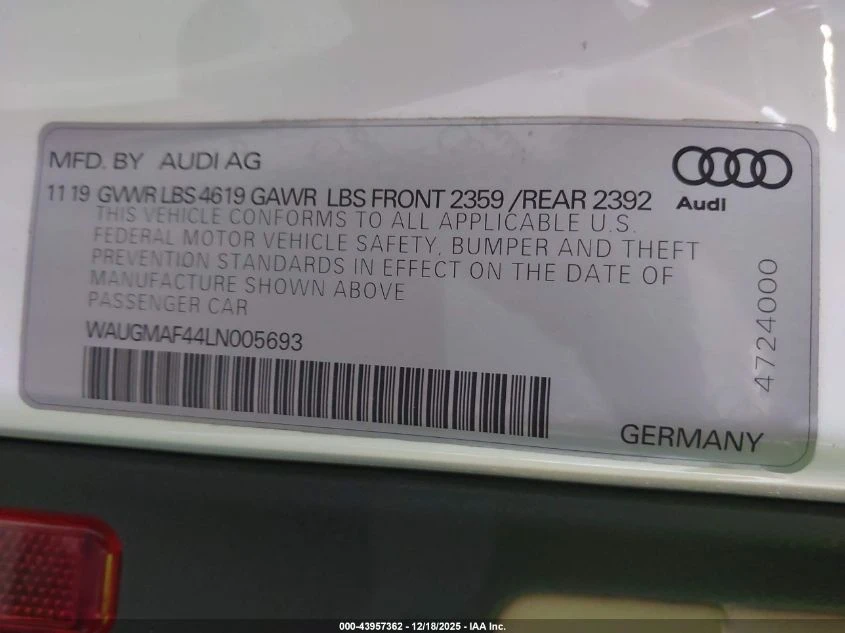 MFD. BY AUDI AG
11 19 GVWR LBS 4619 GAWR LBS FRONT 2359 /REAR 2392
THIS VEHICLE CONFORMS TO ALL APPLICABLE U.S.
FEDERAL MOTOR VEHICLE SAFETY, BUMPER AND THEFT
PREVENTION STANDARDS IN EFFECT ON THE DATE OF
MANUFACTURE SHOWN ABOVE
PASSENGER CAR
WAUGMAF44LN005693
Audi
4724000
GERMANY
000-43957362 - 12/18/2025 - IAA Inc.